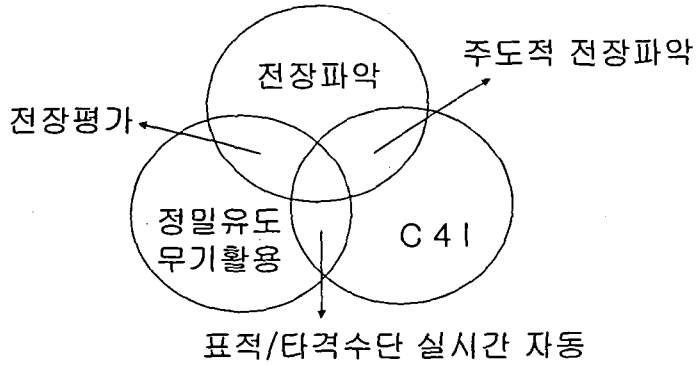 전장파악
주도적 전장파악
전장평가
정밀유도
무기활용
C4I
표적/타격수단 실시간 자동